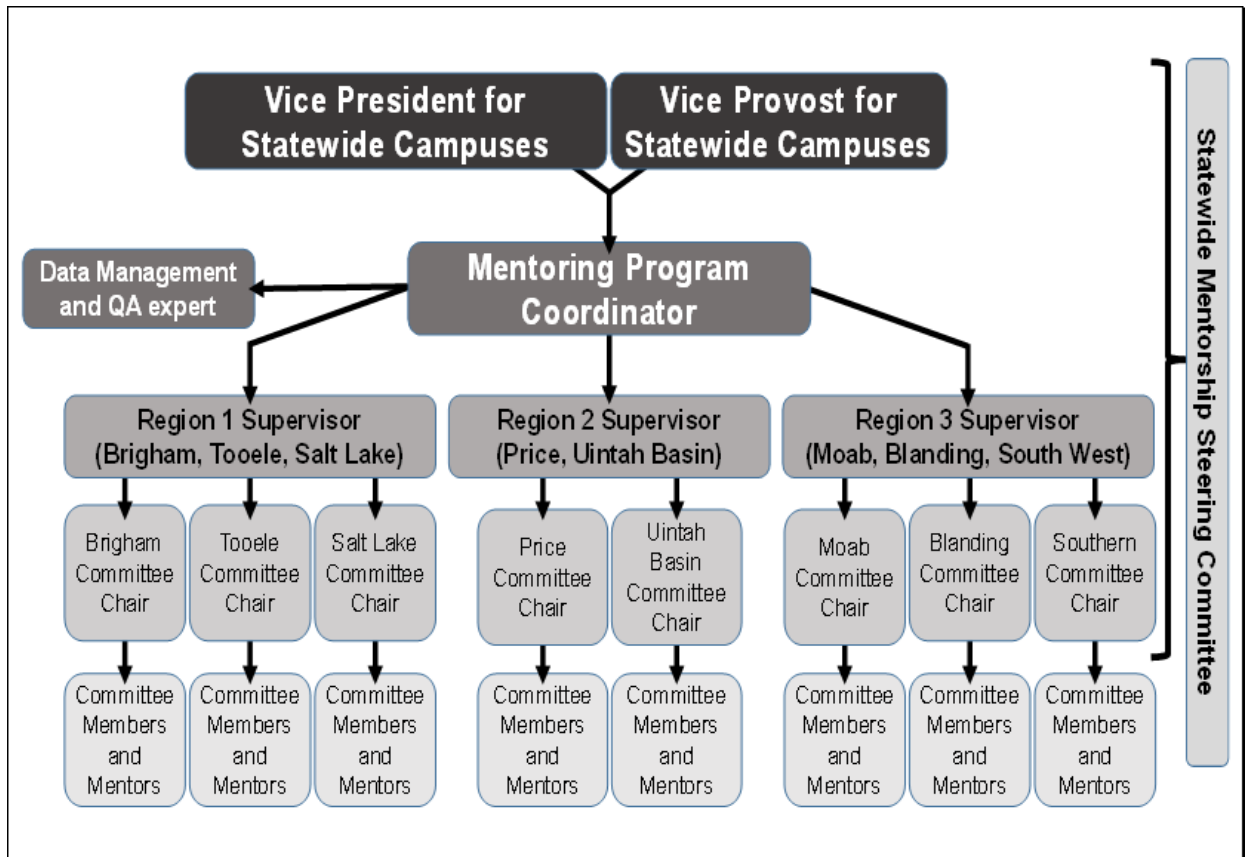 Vice President for
Statewide Campuses
Vice Provost for
Statewide Campuses
Mentoring Program
Coordinator
Data Management
and QA expert
Region 1 Supervisor
(Brigham, Tooele, Salt Lake)
Region 2 Supervisor
(Price, Uintah Basin)
Region 3 Supervisor
(Moab, Blanding, South West)
Brigham
Committee
Chair
Tooele
Committee
Chair
Salt Lake
Committee
Chair
Price
Committee
Chair
Uintah
Basin
Committee
Chair
Moab
Committee
Chair
Blanding
Committee
Chair
Southern
Committee
Chair
Committee
Members
and
Mentors
Committee
Members
and
Mentors
Committee
Members
and
Mentors
Committee
Members
and
Mentors
Committee
Members
and
Mentors
Committee
Members
and
Mentors
Committee
Members
and
Mentors
Committee
Members
and
Mentors
Statewide Mentorship Steering Committee